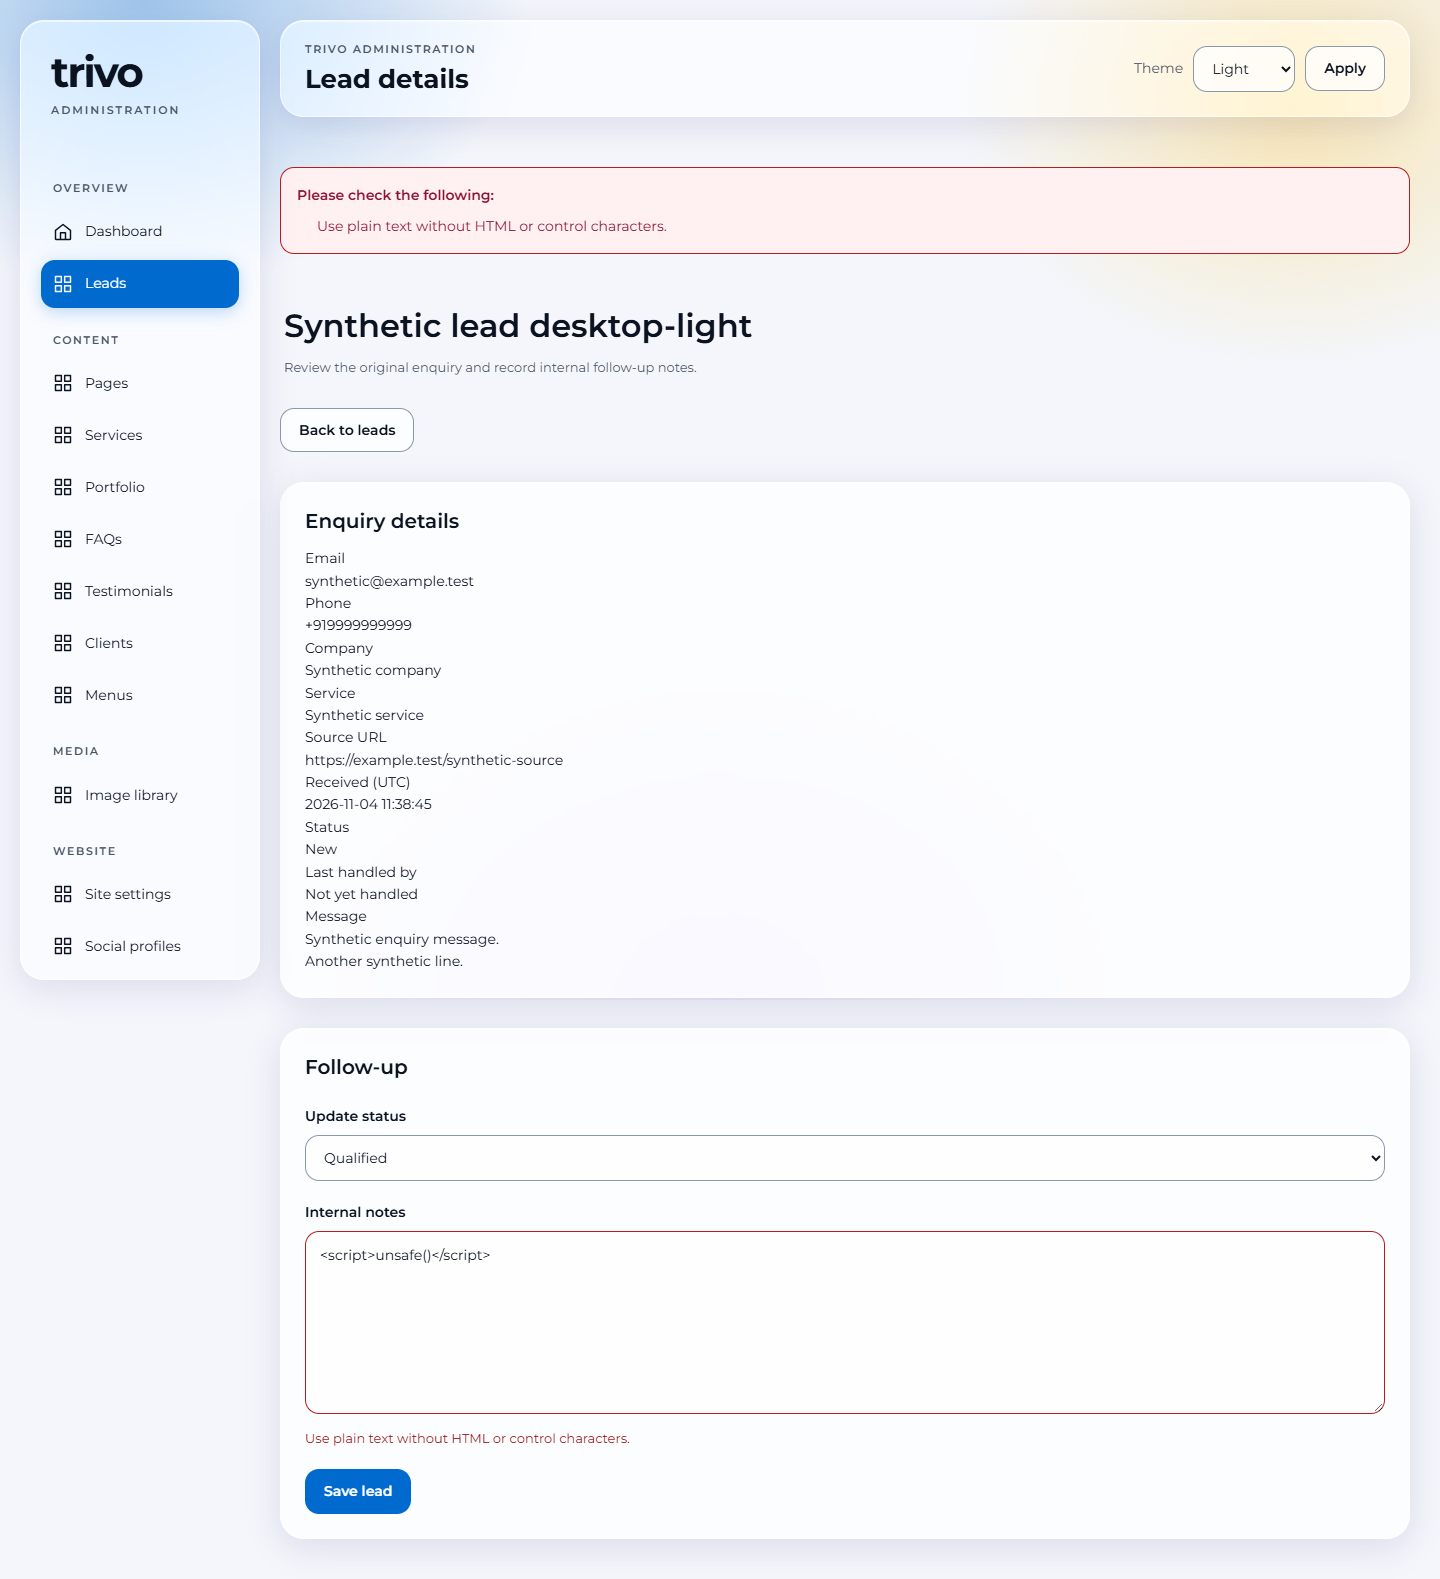 trivo
ADMINISTRATION
OVERVIEW
Dashboard
Leads
CONTENT
Pages
Services
Portfolio
FAQs
Testimonials
Clients
Menus
MEDIA
Image library
WEBSITE
Site settings
Social profiles
TRIVO ADMINISTRATION
Lead details
Theme
Light
Apply
Please check the following:
Use plain text without HTML or control characters.
Synthetic lead desktop-light
Review the original enquiry and record internal follow-up notes.
Back to leads
Enquiry details
Email
synthetic@example.test
Phone
+919999999999
Company
Synthetic company
Service
Synthetic service
Source URL
https://example.test/synthetic-source
Received (UTC)
2026-11-04 11:38:45
Status
New
Last handled by
Not yet handled
Message
Synthetic enquiry message.
Another synthetic line.
Follow-up
Update status
Qualified
Internal notes
<script>unsafe()</script>
Use plain text without HTML or control characters.
Save lead